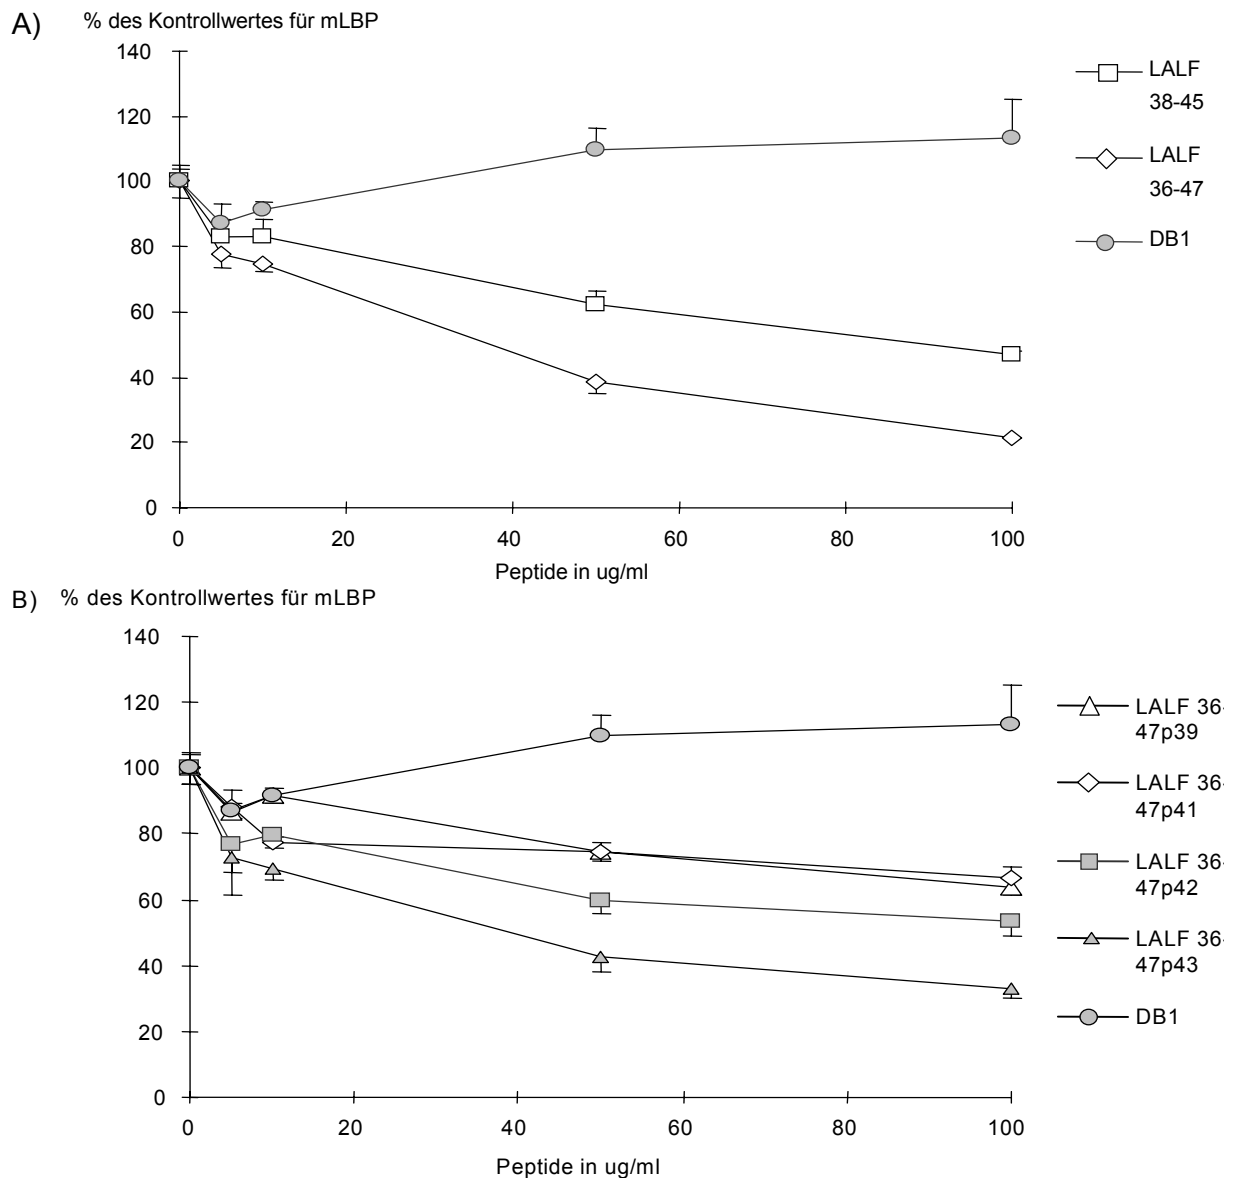 A)
% des Kontrollwertes für mLBP
140
120
100
80
60
40
20
0
0 20 40 60 80 100
Peptide in ug/ml
LALF
38-45
LALF
36-47
DB1
B)
% des Kontrollwertes für mLBP
140
120
100
80
60
40
20
0
0 20 40 60 80 100
Peptide in ug/ml
LALF 36-
47p39
LALF 36-
47p41
LALF 36-
47p42
LALF 36-
47p43
DB1